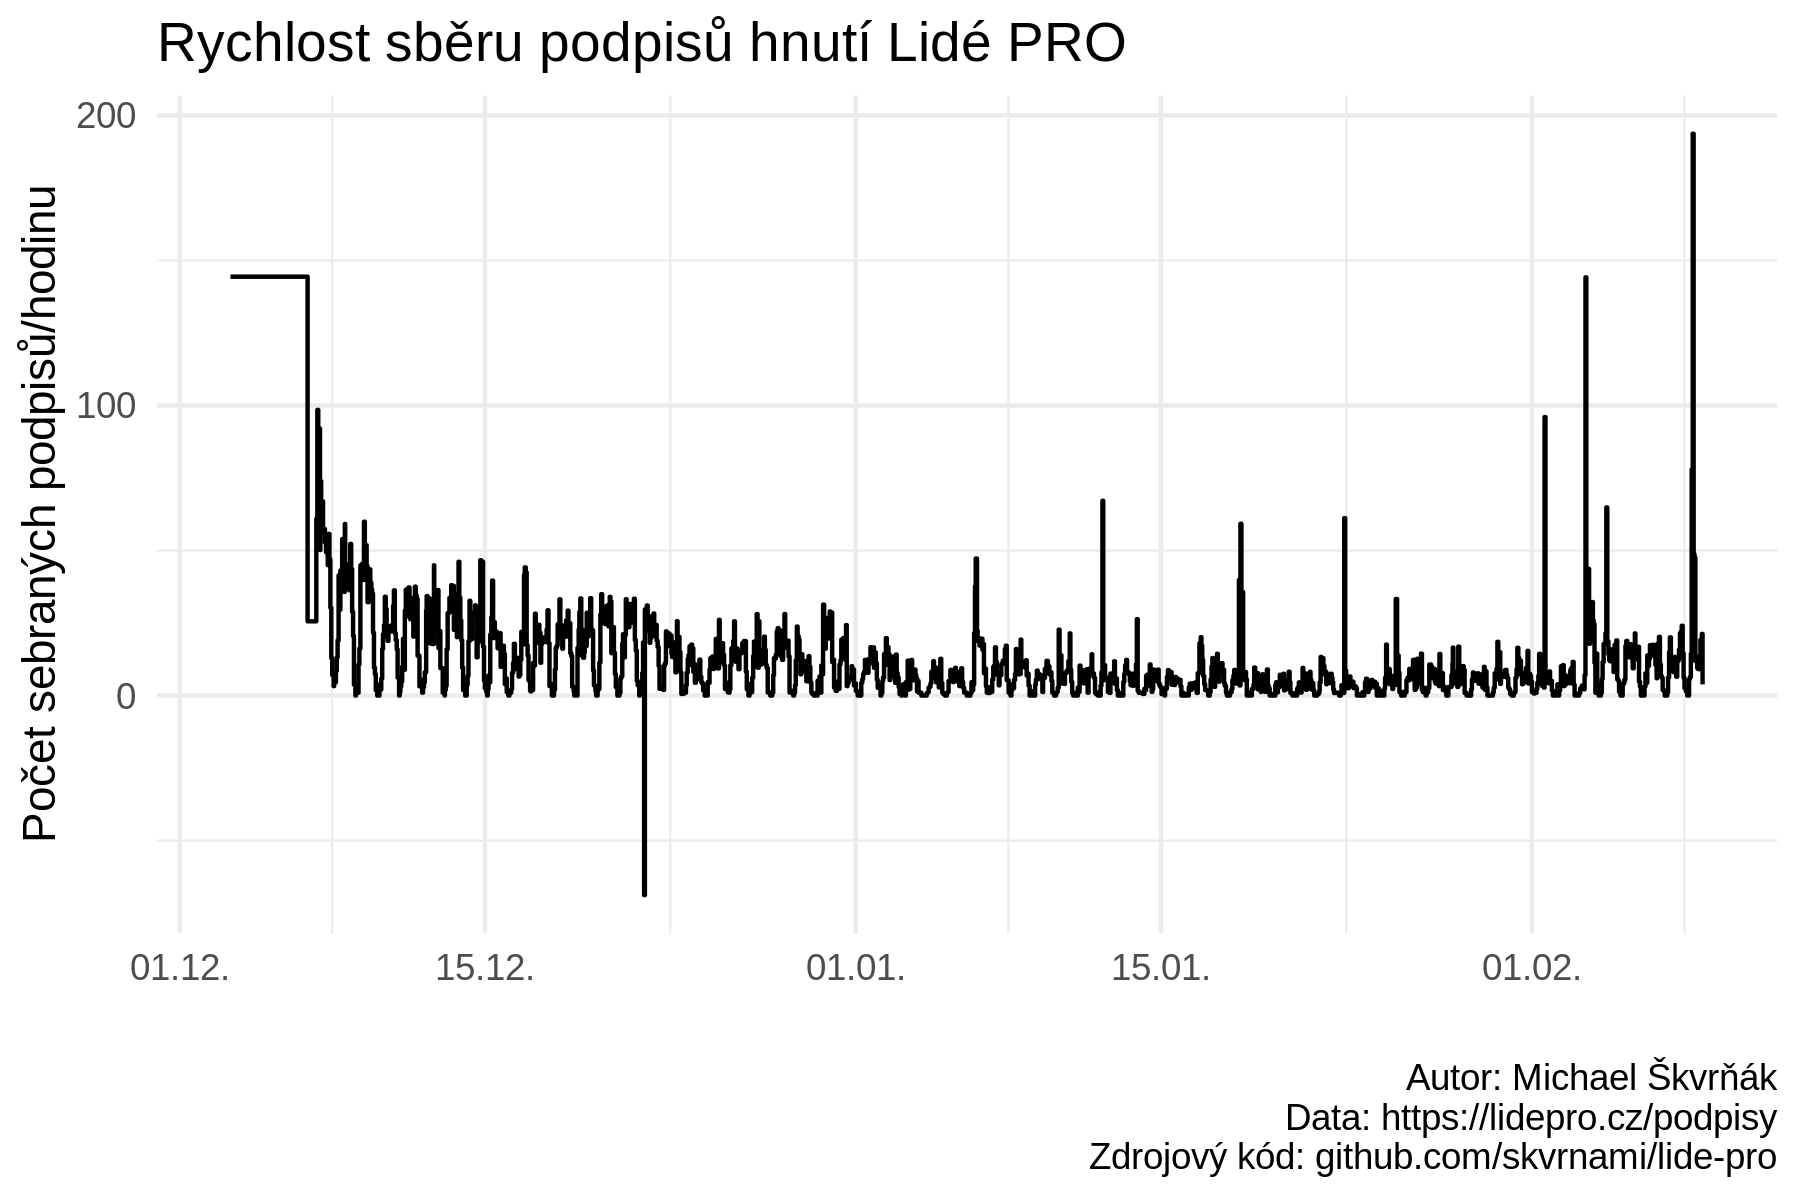 Rychlost sběru podpisů hnutí Lidé PRO
Počet sebraných podpisů/hodinu
200
100
0
01.12.
15.12.
01.01.
15.01.
01.02.
Autor: Michael Škvrňák
Data: https://lidepro.cz/podpisy
Zdrojový kód: github.com/skvrnami/lide-pro